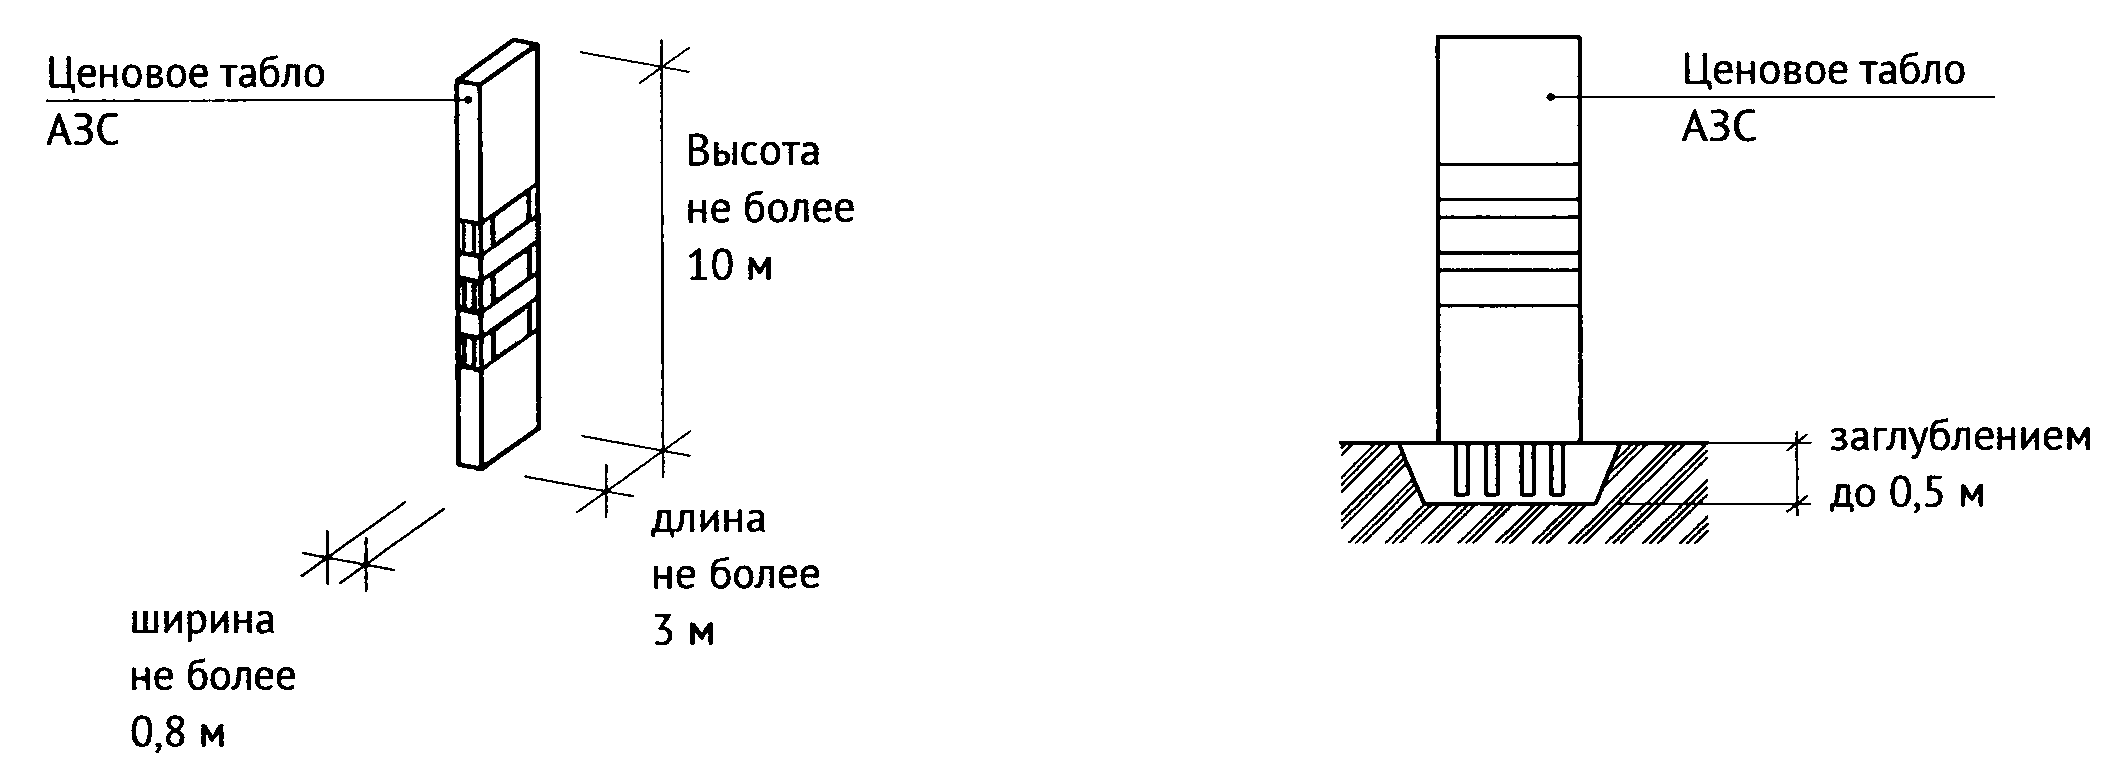 Ценовое табло
АЗС
Высота
не более
10 м
длина
не более
3 м
ширина
не более
0,8 м
Ценовое табло
АЗС
заглублением
до 0,5 м